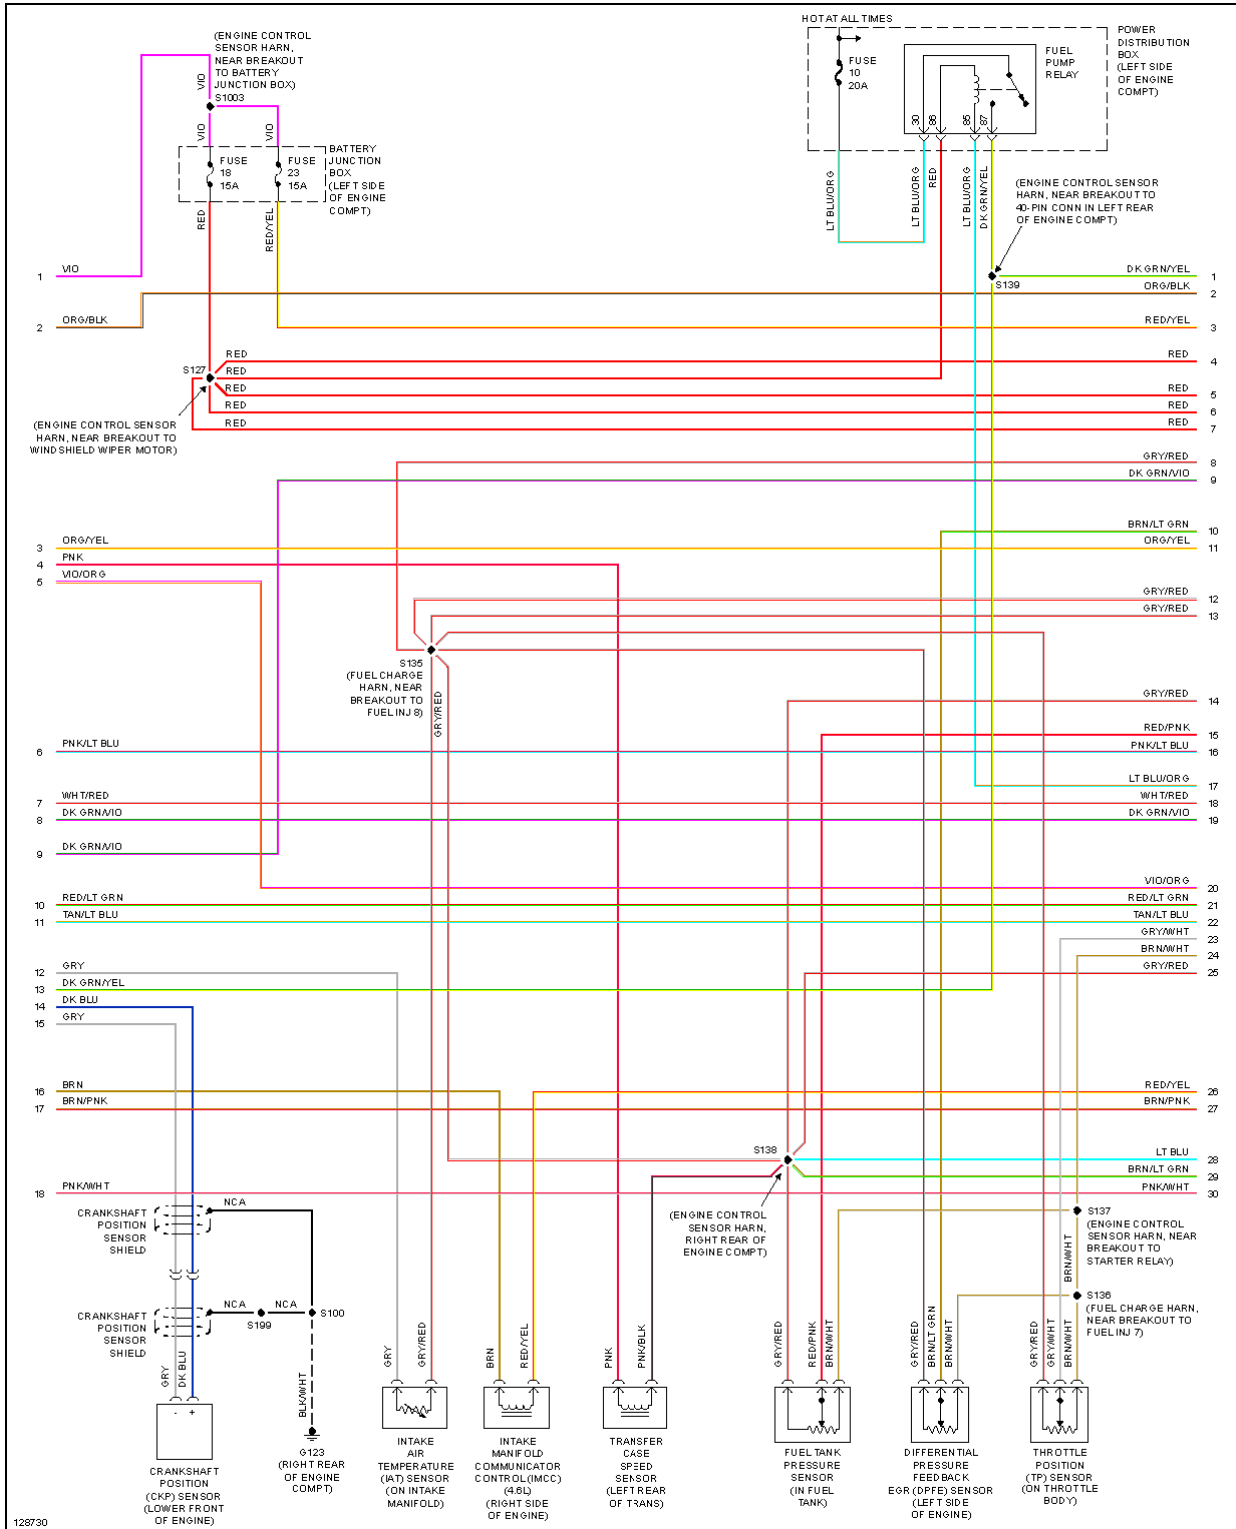 HOT AT ALL TIMES
(ENGINE CONTROL
SENSOR HARN,
NEAR BREAKOUT
TO BATTERY
JUNCTION BOX)
S1003
VIO
VIO
VIO
FUSE
18
15A
FUSE
23
15A
BATTERY
JUNCTION
BOX
(LEFT SIDE
OF ENGINE
COMPT)
RED
RED/YEL
FUSE
10
20A
FUEL
PUMP
RELAY
30
86
85
87
POWER
DISTRIBUTION
BOX
(LEFT SIDE
OF ENGINE
COMPT)
LT BLU/ORG
LT BLU/ORG
RED
LT BLU/ORG
DK GRN/YEL
(ENGINE CONTROL SENSOR
HARN, NEAR BREAKOUT TO
40-PIN CONN IN LEFT REAR
OF ENGINE COMPT)
S139
1 VIO
DK GRN/YEL 1
ORG/BLK 2
2 ORG/BLK
RED/YEL 3
RED
RED 4
S127
RED
RED
RED 5
RED
RED 6
RED
RED 7
(ENGINE CONTROL SENSOR
HARN, NEAR BREAKOUT TO
WINDSHIELD WIPER MOTOR)
GRY/RED 8
DK GRN/VIO 9
BRN/LT GRN 10
3 ORG/YEL
ORG/YEL 11
4 PNK
5 VIO/ORG
GRY/RED 12
GRY/RED 13
S135
(FUEL CHARGE
HARN, NEAR
BREAKOUT TO
FUEL INJ 8)
GRY/RED
GRY/RED 14
RED/PNK 15
6 PNK/LT BLU
PNK/LT BLU 16
LT BLU/ORG 17
7 WHT/RED
WHT/RED 18
8 DK GRN/VIO
DK GRN/VIO 19
9 DK GRN/VIO
VIO/ORG 20
10 RED/LT GRN
RED/LT GRN 21
11 TAN/LT BLU
TAN/LT BLU 22
GRY/WHT 23
BRN/WHT 24
12 GRY
GRY/RED 25
13 DK GRN/YEL
14 DK BLU
15 GRY
16 BRN
RED/YEL 26
17 BRN/PNK
BRN/PNK 27
S138
LT BLU 28
BRN/LT GRN 29
18 PNK/WHT
PNK/WHT 30
CRANKSHAFT
POSITION
SENSOR
SHIELD
NCA
(ENGINE CONTROL
SENSOR HARN,
RIGHT REAR OF
ENGINE COMPT)
S137
(ENGINE CONTROL
SENSOR HARN, NEAR
BREAKOUT TO
STARTER RELAY)
BRN/WHT
CRANKSHAFT
POSITION
SENSOR
SHIELD
NCA
NCA
S199
S100
S136
(FUEL CHARGE HARN,
NEAR BREAKOUT TO
FUEL INJ 7)
GRY
DK BLU
BLK/WHT
GRY
GRY/RED
BRN
RED/YEL
PNK
PNK/BLK
GRY/RED
RED/PNK
BRN/WHT
GRY/RED
BRN/LT GRN
BRN/WHT
GRY/RED
GRY/WHT
BRN/WHT
- +
CRANKSHAFT
POSITION
(CKP) SENSOR
(LOWER FRONT
OF ENGINE)
G123
(RIGHT REAR
OF ENGINE
COMPT)
INTAKE
AIR
TEMPERATURE
(IAT) SENSOR
(ON INTAKE
MANIFOLD)
INTAKE
MANIFOLD
COMMUNICATOR
CONTROL (IMCC)
(4.6L)
(RIGHT SIDE
OF ENGINE)
TRANSFER
CASE
SPEED
SENSOR
(LEFT REAR
OF TRANS)
FUEL TANK
PRESSURE
SENSOR
(IN FUEL
TANK)
DIFFERENTIAL
PRESSURE
FEEDBACK
EGR (DPFE) SENSOR
(LEFT SIDE
OF ENGINE)
THROTTLE
POSITION
(TP) SENSOR
(ON THROTTLE
BODY)
128730